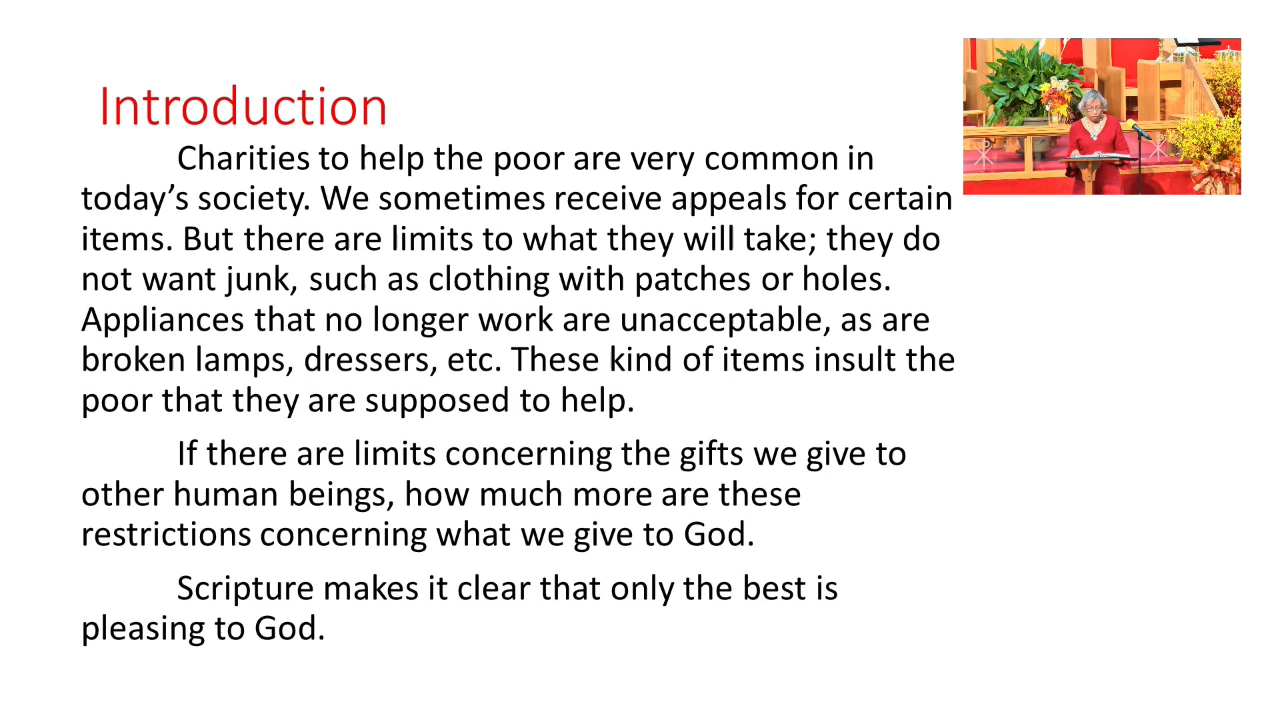 Introduction
Charities to help the poor are very common in
today’s society. We sometimes receive appeals for certain
items. But there are limits to what they will take; they do
not want junk, such as clothing with patches or holes.
Appliances that no longer work are unacceptable, as are
broken lamps, dressers, etc. These kind of items insult the
poor that they are supposed to help.
If there are limits concerning the gifts we give to
other human beings, how much more are these
restrictions concerning what we give to God.
Scripture makes it clear that only the best is
pleasing to God.